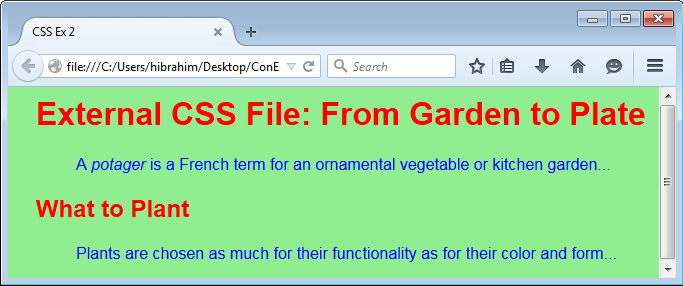 CSS Ex 2
file:///C:/Users/hibrahim/Desktop/ConE
Search
External CSS File: From Garden to Plate
A potager is a French term for an ornamental vegetable or kitchen garden...
What to Plant
Plants are chosen as much for their functionality as for their color and form...